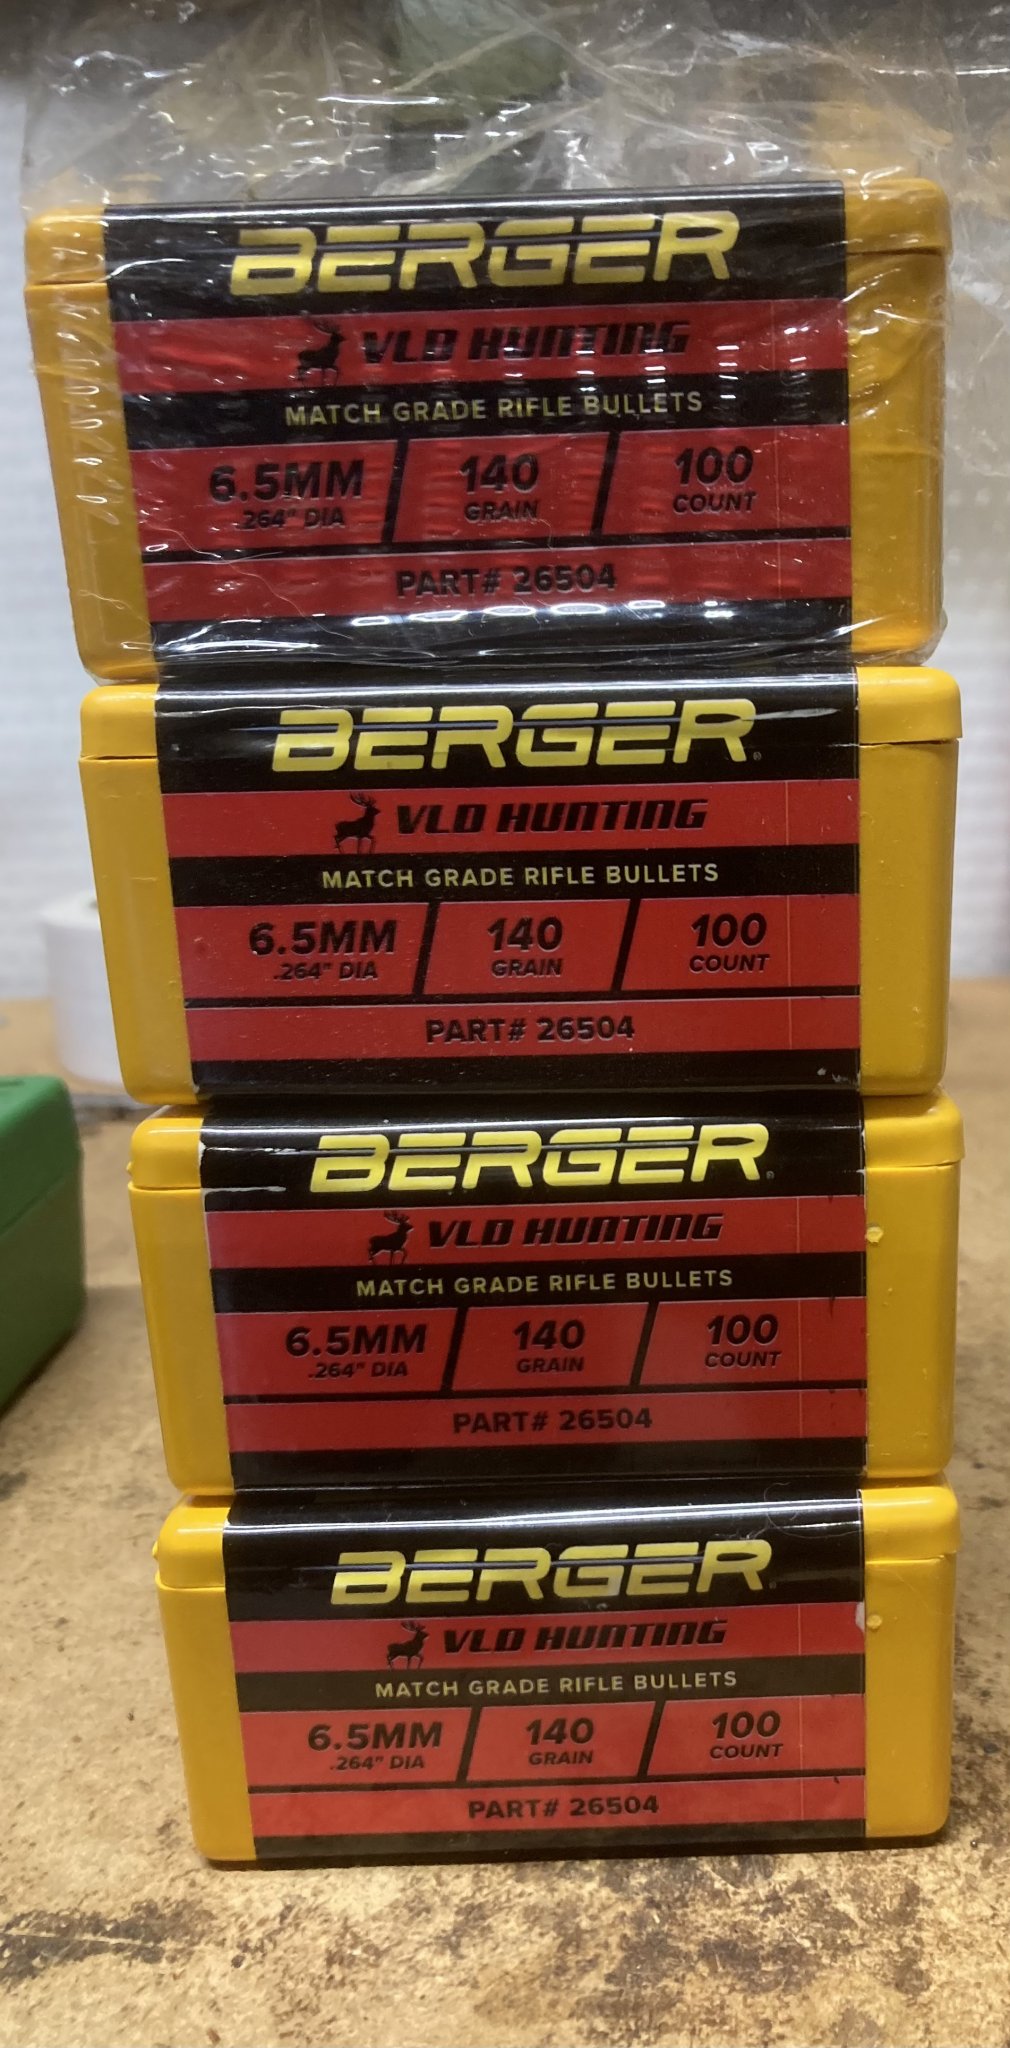 BERGER
VLD HUNTING
MATCH GRADE RIFLE BULLETS
6.5MM 140 100
.264" DIA GRAIN COUNT
PART# 26504
BERGER®
VLD HUNTING
MATCH GRADE RIFLE BULLETS
6.5MM 140 100
.264" DIA GRAIN COUNT
PART# 26504
BERGER®
VLD HUNTING
MATCH GRADE RIFLE BULLETS
6.5MM 140 100
.264" DIA GRAIN COUNT
PART# 26504
BERGER®
VLD HUNTING
MATCH GRADE RIFLE BULLETS
6.5MM 140 100
.264" DIA GRAIN COUNT
PART# 26504